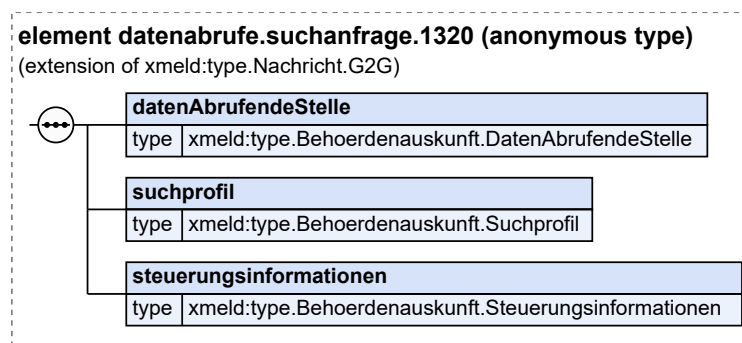 element datenabrufe.suchanfrage.1320 (anonymous type)
(extension of xmeld:type.Nachricht.G2G)
datenAbrufendeStelle
type xmeld:type.Behoerdenauskunft.DatenAbrufendeStelle
suchprofil
type xmeld:type.Behoerdenauskunft.Suchprofil
steuerungsinformationen
type xmeld:type.Behoerdenauskunft.Steuerungsinformationen